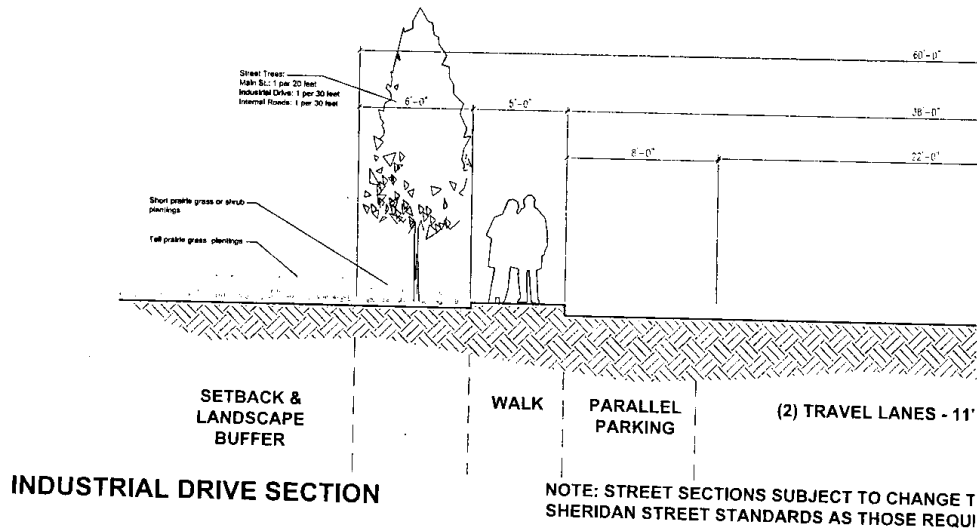 60'-0"
Street Trees:
Main St.: 1 per 20 feet
Industrial Drive: 1 per 30 feet
Internal Roads: 1 per 30 feet
6'-0"
5'-0"
38'-0"
8'-0"
22'-0"
Short prairie grass or shrub
plantings
Tall prairie grass plantings
SETBACK &
LANDSCAPE
BUFFER
WALK
PARALLEL
PARKING
(2) TRAVEL LANES - 11'
INDUSTRIAL DRIVE SECTION
NOTE: STREET SECTIONS SUBJECT TO CHANGE T
SHERIDAN STREET STANDARDS AS THOSE REQUI